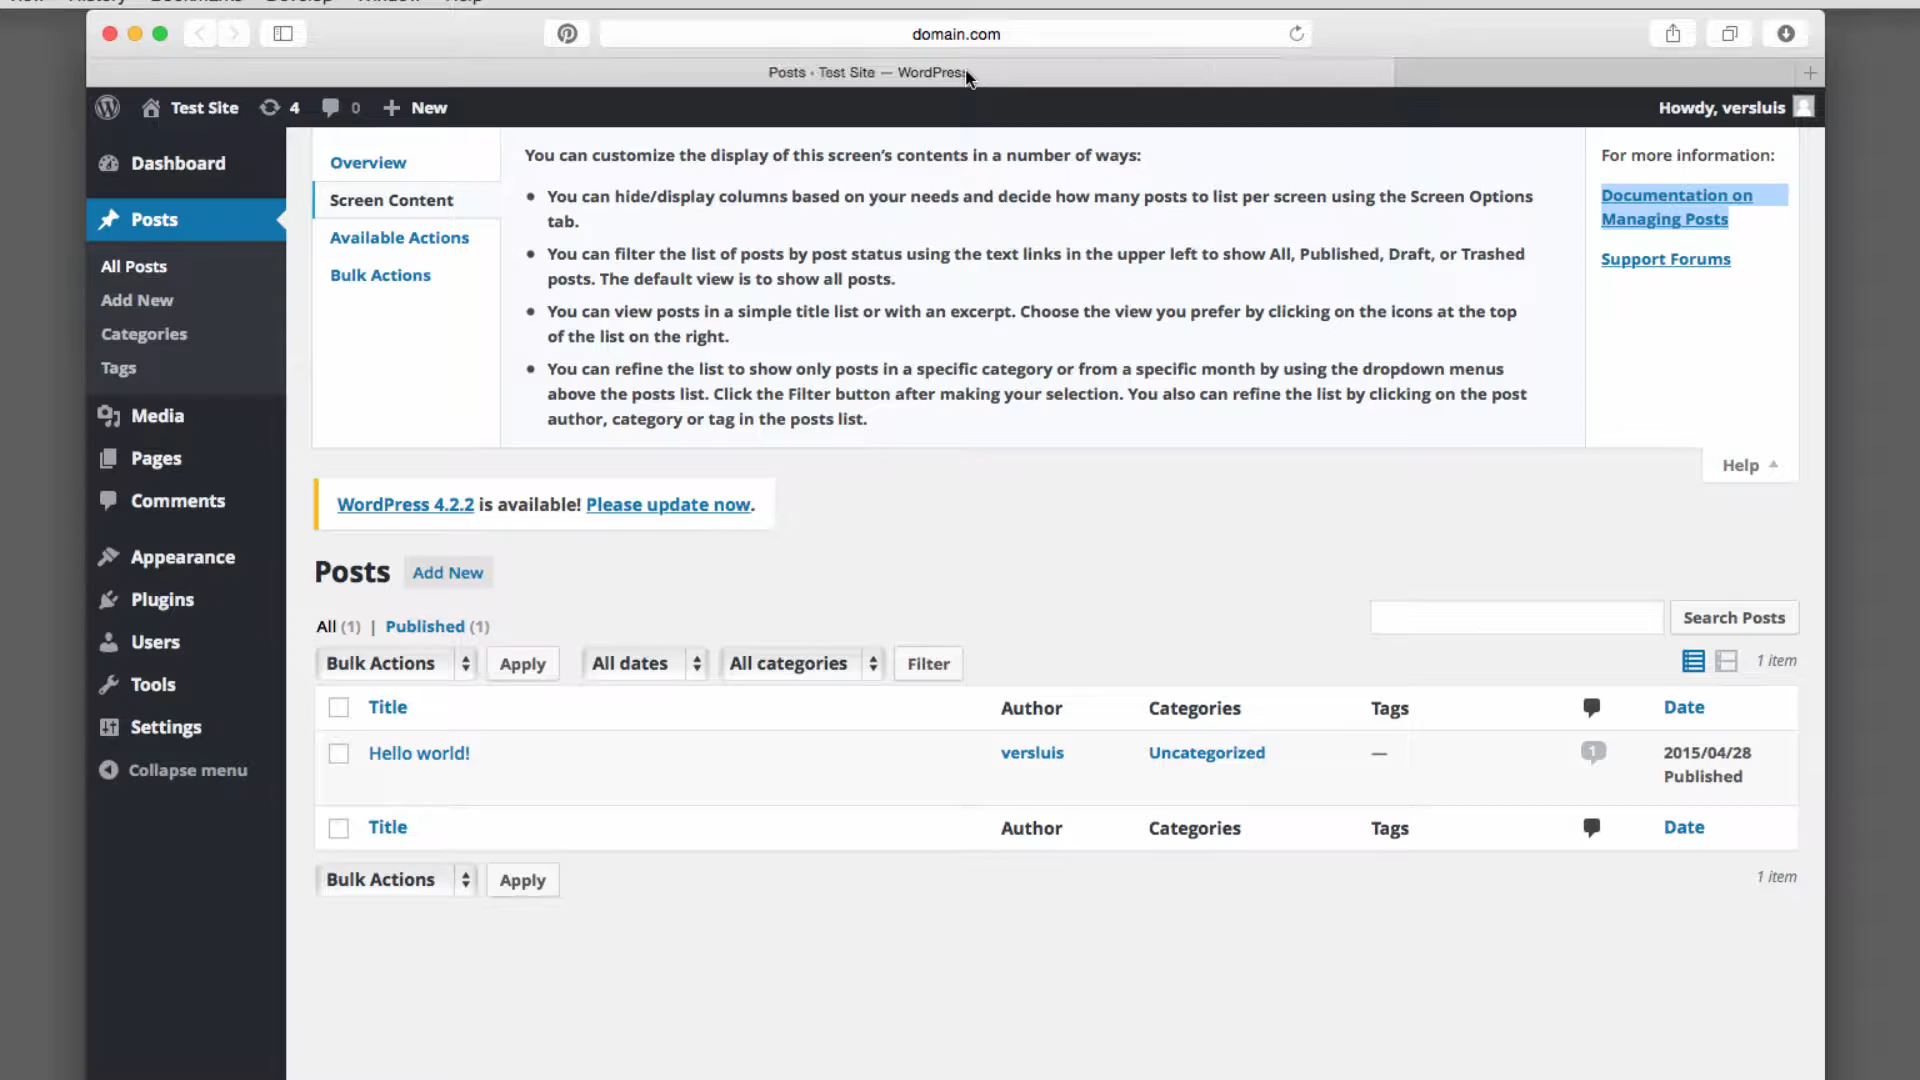 History Bookmarks Develop Window Help
domain.com
Posts · Test Site — WordPress
Test Site 4 0 New
Howdy, versluis
Dashboard
Posts
All Posts
Add New
Categories
Tags
Media
Pages
Comments
Appearance
Plugins
Users
Tools
Settings
Collapse menu
Overview
Screen Content
Available Actions
Bulk Actions
You can customize the display of this screen's contents in a number of ways:
You can hide/display columns based on your needs and decide how many posts to list per screen using the Screen Options
tab.
You can filter the list of posts by post status using the text links in the upper left to show All, Published, Draft, or Trashed
posts. The default view is to show all posts.
You can view posts in a simple title list or with an excerpt. Choose the view you prefer by clicking on the icons at the top
of the list on the right.
You can refine the list to show only posts in a specific category or from a specific month by using the dropdown menus
above the posts list. Click the Filter button after making your selection. You also can refine the list by clicking on the post
author, category or tag in the posts list.
For more information:
Documentation on
Managing Posts
Support Forums
Help
WordPress 4.2.2 is available! Please update now.
Posts Add New
All (1) | Published (1)
Search Posts
Bulk Actions Apply All dates All categories Filter
1 item
Title Author Categories Tags Date
Hello world! versluis Uncategorized — 1 2015/04/28
Published
Title Author Categories Tags Date
Bulk Actions Apply
1 item